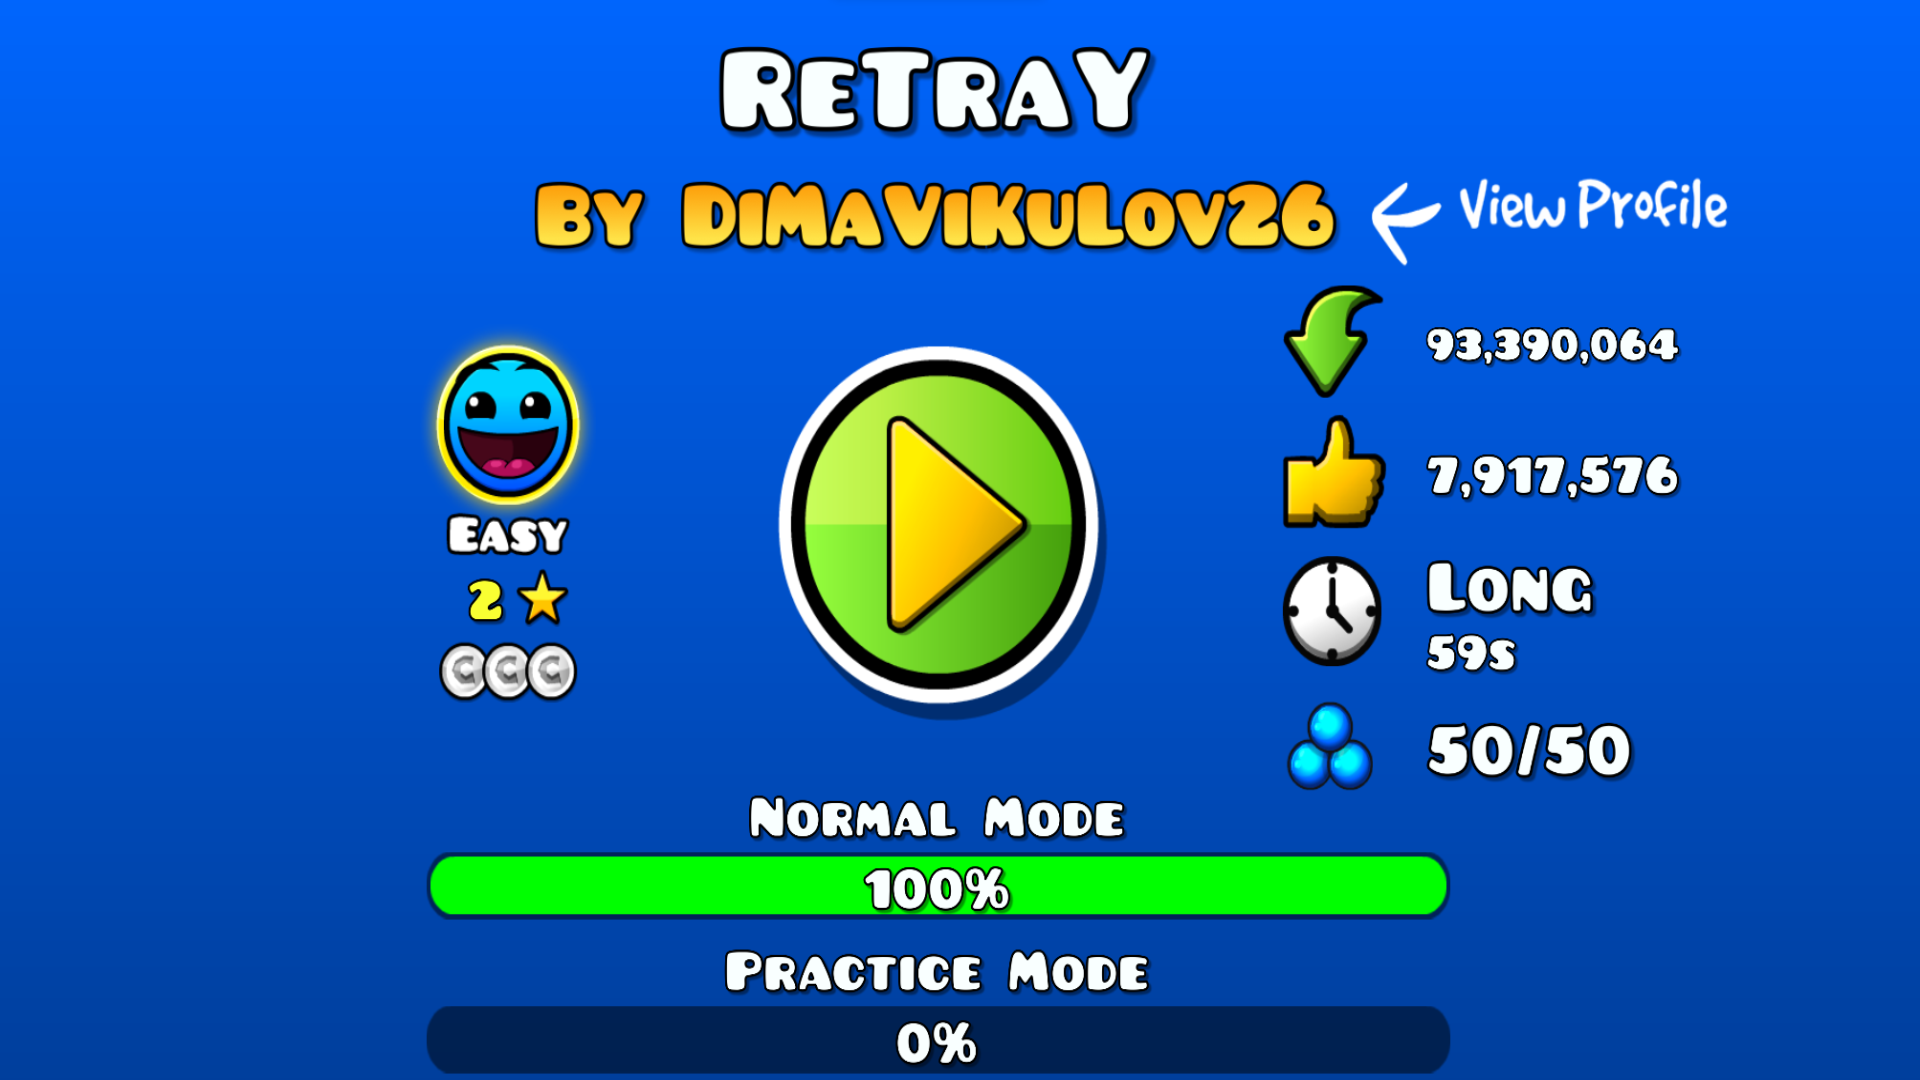 ReTraY
By DiMaViKuLov26
View Profile
93,390,064
7,917,576
Easy
Long
2
59s
50/50
Normal Mode
100%
Practice Mode
0%